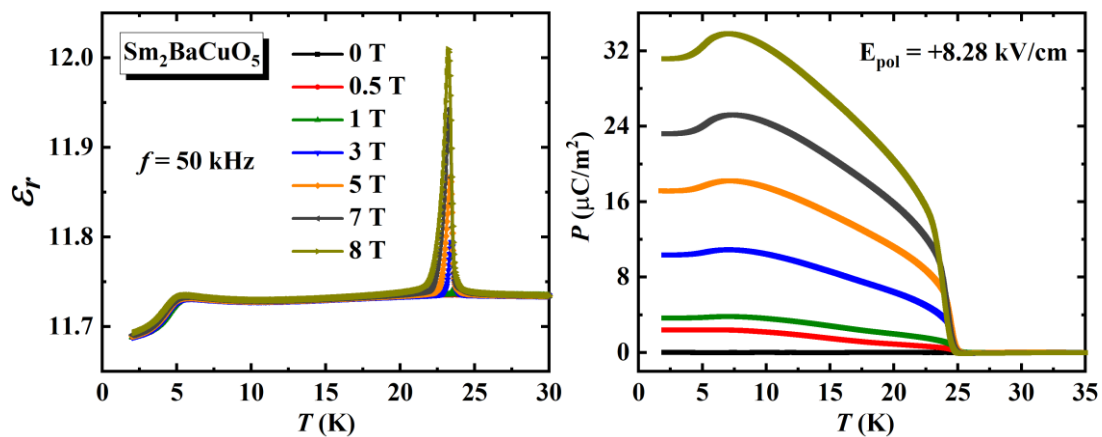 Sm₂BaCuO₅
f = 50 kHz
0 T
0.5 T
1 T
3 T
5 T
7 T
8 T
εr
12.0
11.9
11.8
11.7
0 5 10 15 20 25 30
T (K)
E_pol = +8.28 kV/cm
P (μC/m²)
32
24
16
8
0
0 5 10 15 20 25 30 35
T (K)